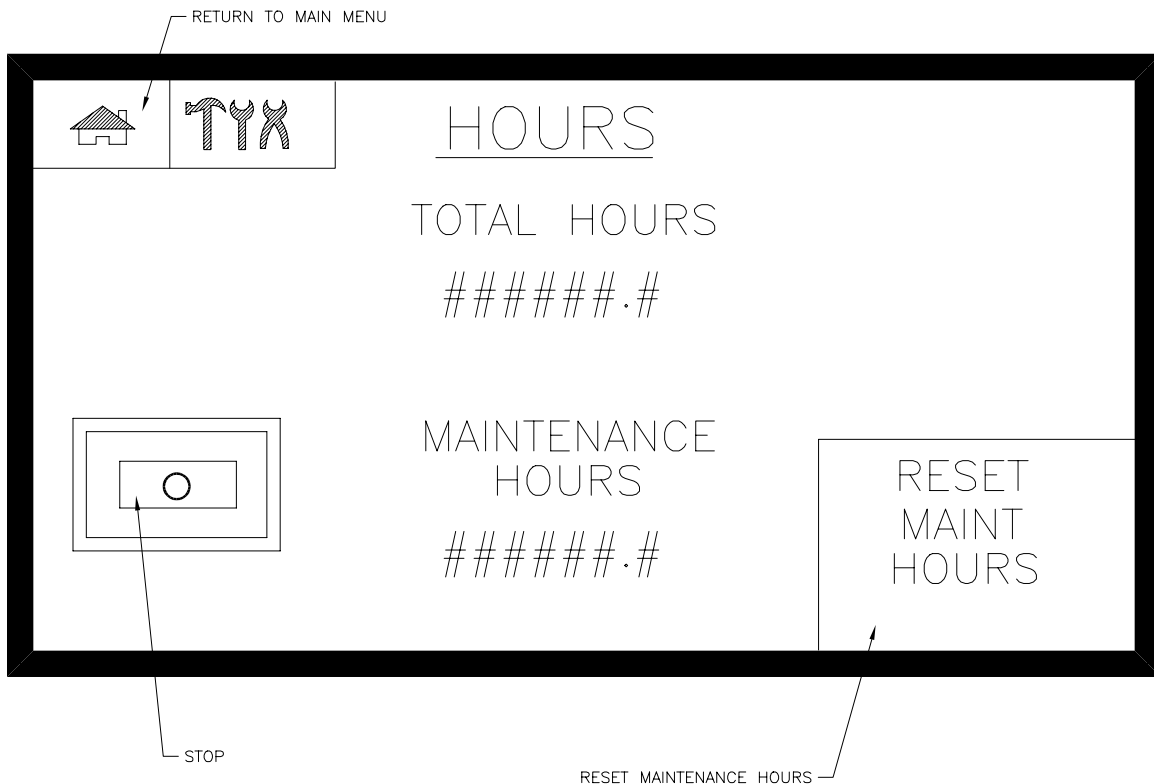 RETURN TO MAIN MENU
HOURS
TOTAL HOURS
######.#
MAINTENANCE
HOURS
######.#
RESET
MAINT
HOURS
STOP
RESET MAINTENANCE HOURS